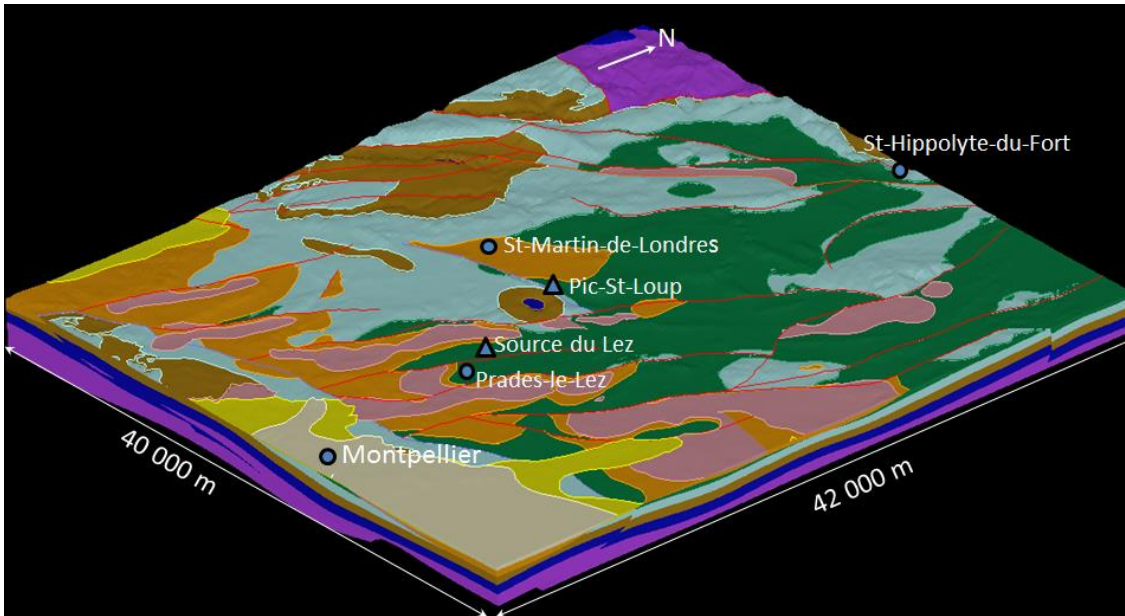 N
St-Hippolyte-du-Fort
St-Martin-de-Londres
Pic-St-Loup
Source du Lez
Prades-le-Lez
Montpellier
40 000 m
42 000 m